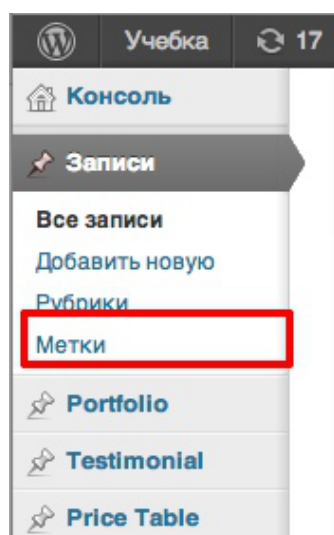 Учебка 17
Консоль
Записи
Все записи
Добавить новую
Рубрики
Метки
Portfolio
Testimonial
Price Table